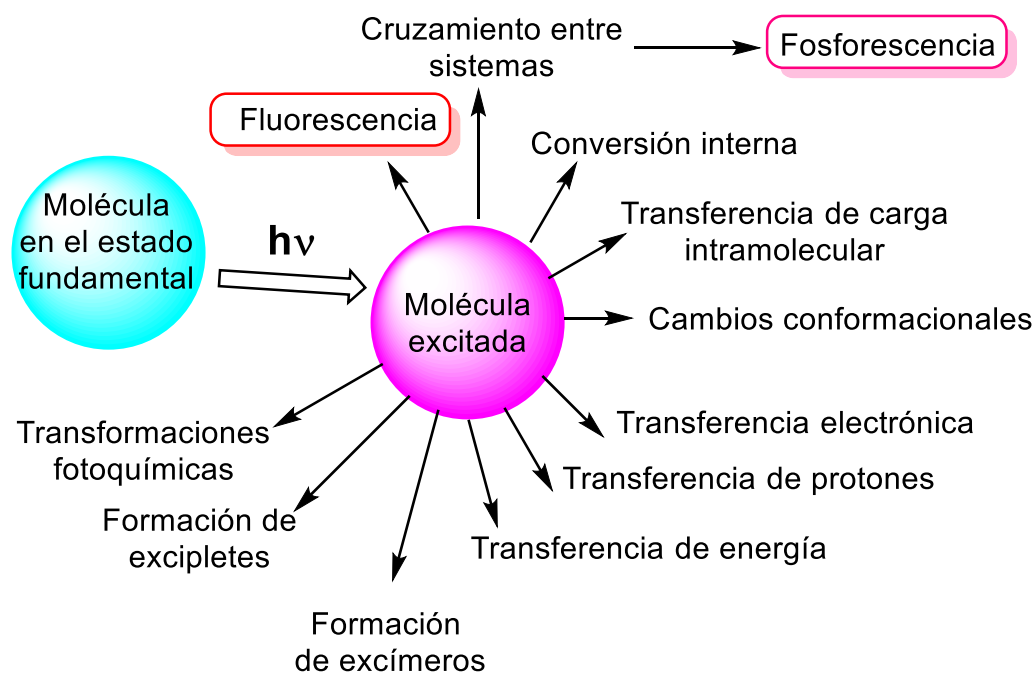 Cruzamiento entre
sistemas
Fosforescencia
Fluorescencia
Conversión interna
Molécula
en el estado
fundamental
hν
Transferencia de carga
intramolecular
Molécula
excitada
Cambios conformacionales
Transformaciones
fotoquímicas
Transferencia electrónica
Transferencia de protones
Formación de
excipletes
Transferencia de energía
Formación
de excímeros